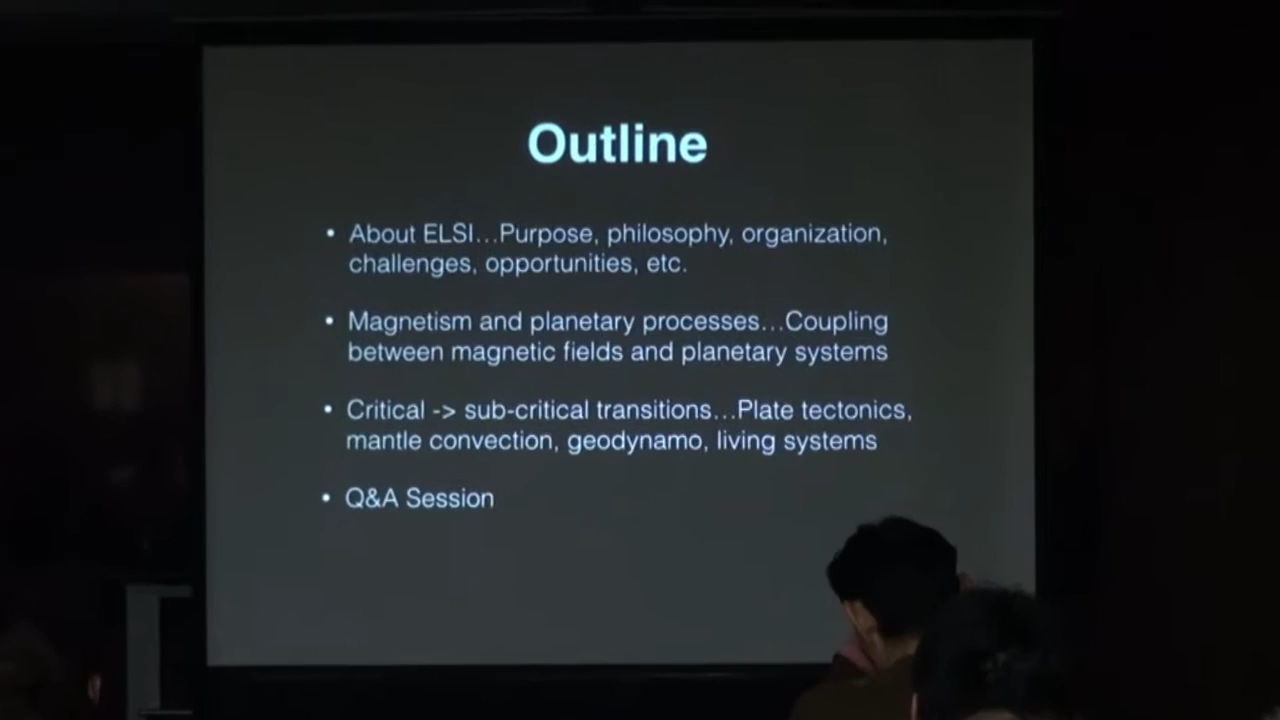 Outline
• About ELSI...Purpose, philosophy, organization,
challenges, opportunities, etc.
• Magnetism and planetary processes...Coupling
between magnetic fields and planetary systems
• Critical -> sub-critical transitions...Plate tectonics,
mantle convection, geodynamo, living systems
• Q&A Session